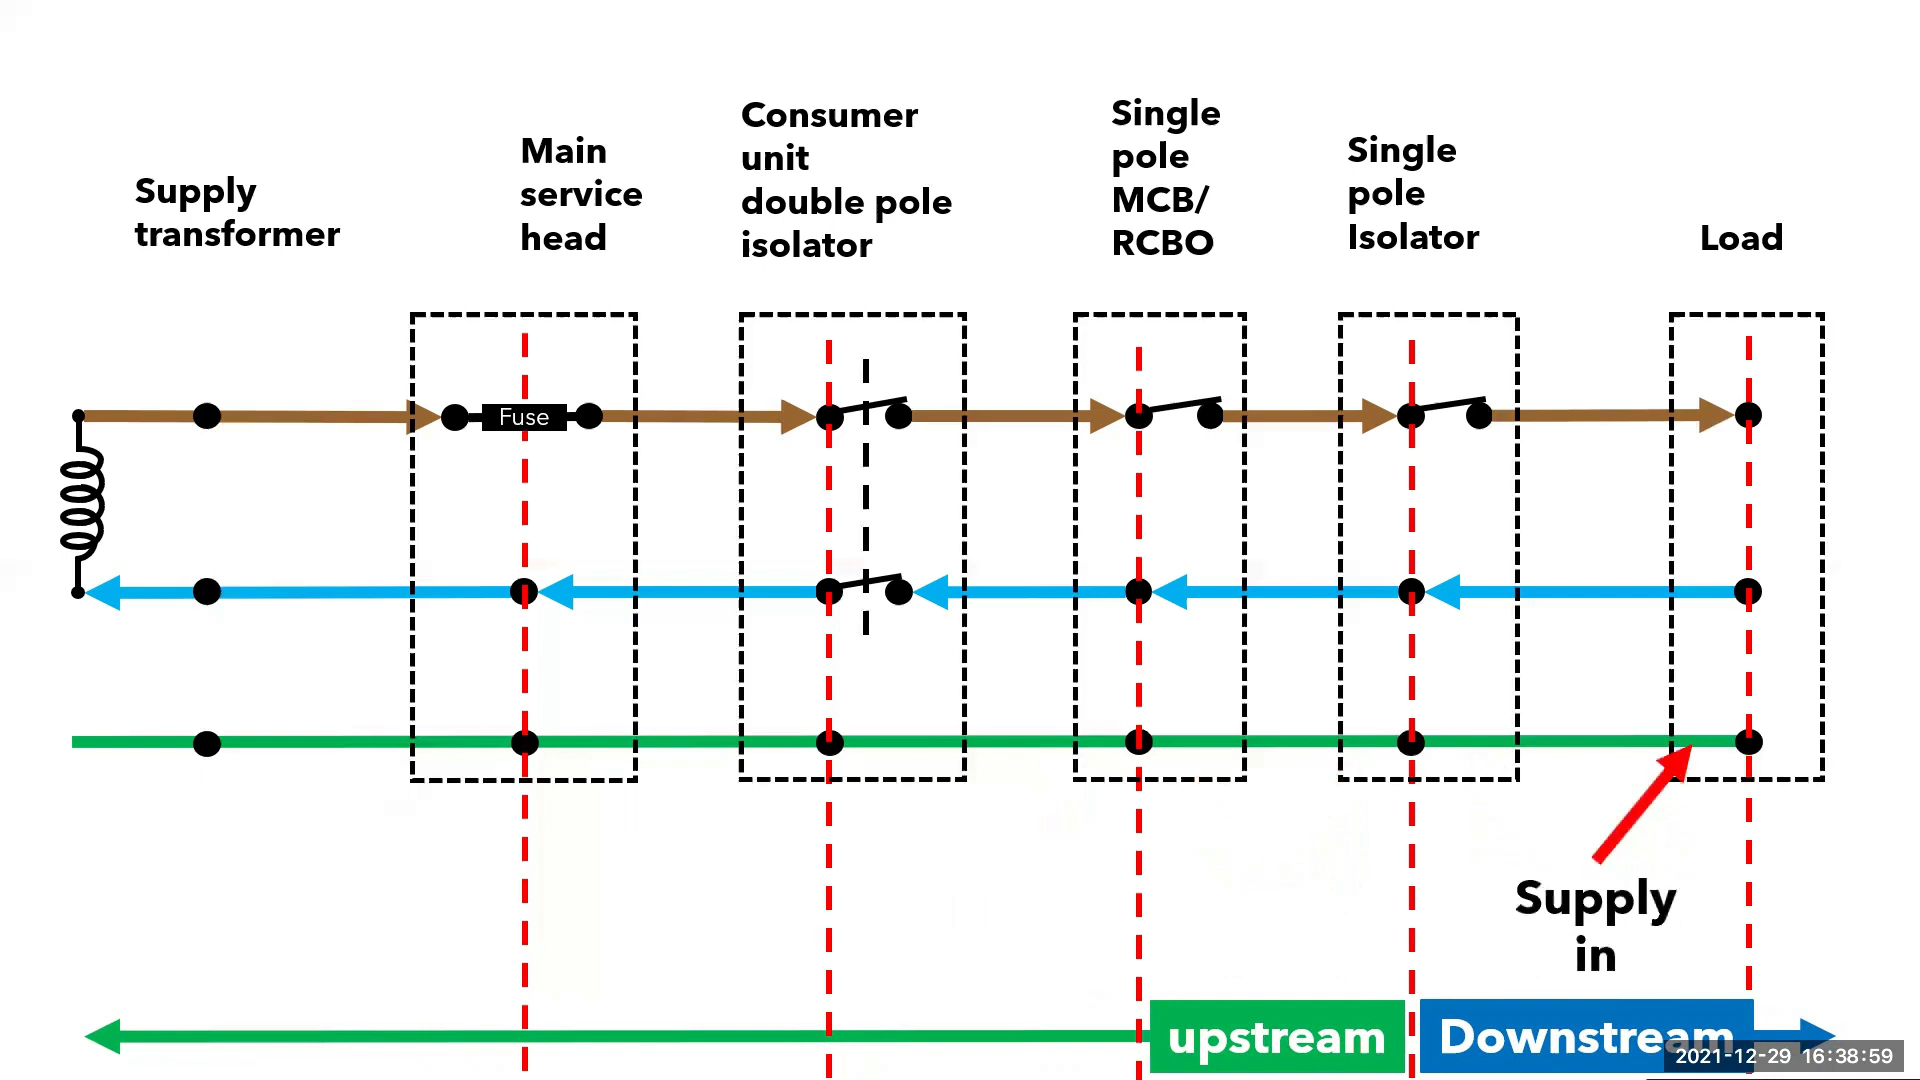 Supply
transformer
Main
service
head
Consumer
unit
double pole
isolator
Single
pole
MCB/
RCBO
Single
pole
Isolator
Load
Fuse
Supply
in
upstream
Downstream
2021-12-29 16:38:59